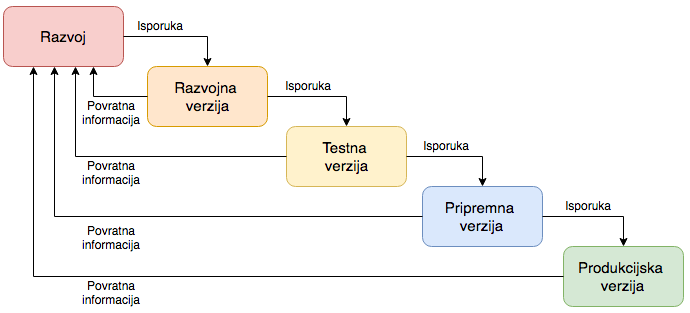 Isporuka
Razvoj
Razvojna
verzija
Isporuka
Povratna
informacija
Testna
verzija
Isporuka
Povratna
informacija
Pripremna
verzija
Isporuka
Povratna
informacija
Produkcijska
verzija
Povratna
informacija